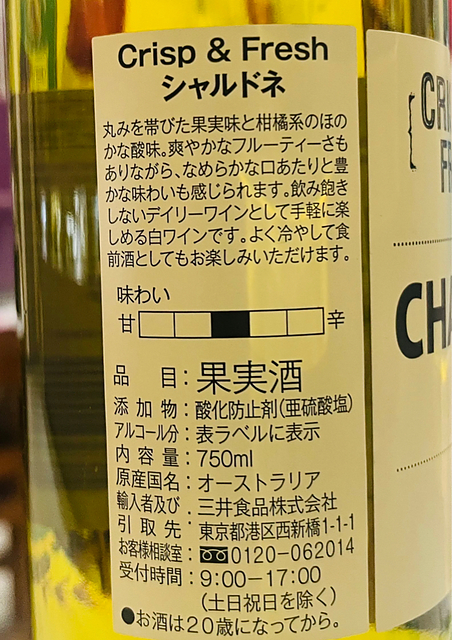 Crisp & Fresh
シャルドネ
丸みを帯びた果実味と柑橘系のほの
かな酸味。爽やかなフルーティーさも
ありながら、なめらかな口あたりと豊
かな味わいも感じられます。飲み飽き
しないデイリーワインとして手軽に楽
しめる白ワインです。よく冷やして食
前酒としてもお楽しみいただけます。
味わい
甘 辛
品 目：果実酒
添 加 物：酸化防止剤(亜硫酸塩)
アルコール分：表ラベルに表示
内 容 量：750ml
原産国名：オーストラリア
輸入者及び
引 取 先：三井食品株式会社
東京都港区西新橋1-1-1
お客様相談室：0120-062014
受付時間：9:00-17:00
(土日祝日を除く)
●お酒は20歳になってから。
CRI
FR
CHA